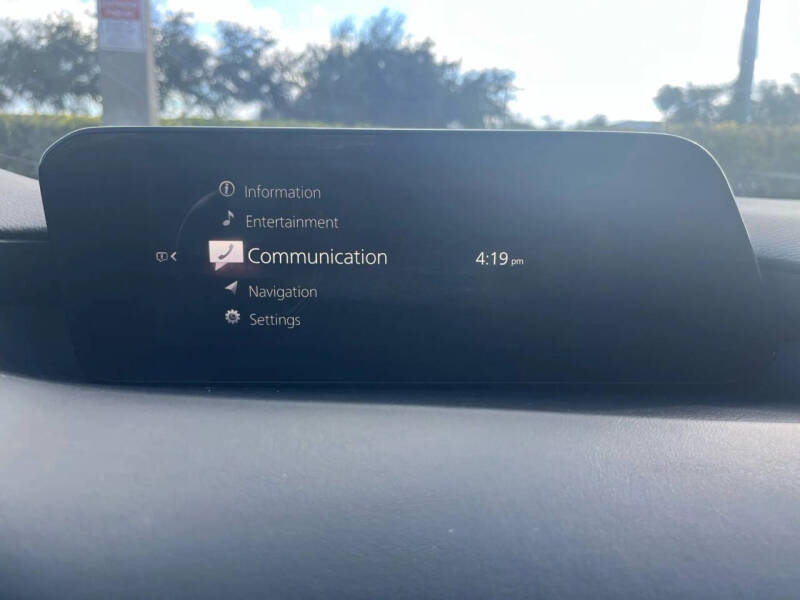 Information
Entertainment
Communication
4:19 pm
Navigation
Settings